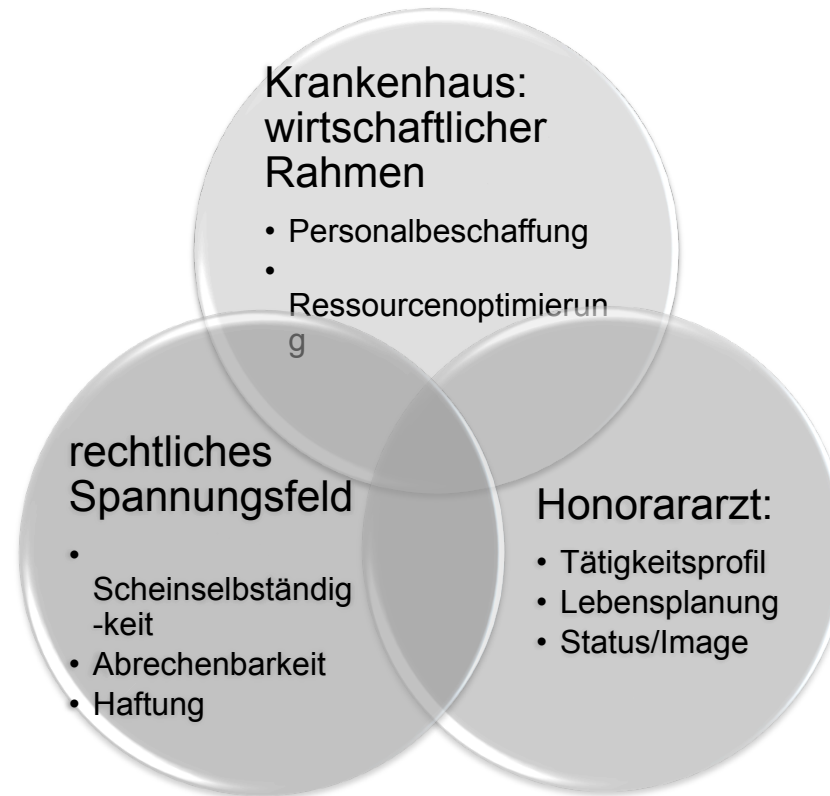 Krankenhaus:
wirtschaftlicher
Rahmen
• Personalbeschaffung
•
Ressourcenoptimierun
g
rechtliches
Spannungsfeld
•
Scheinselbständig
-keit
• Abrechenbarkeit
• Haftung
Honorararzt:
• Tätigkeitsprofil
• Lebensplanung
• Status/Image